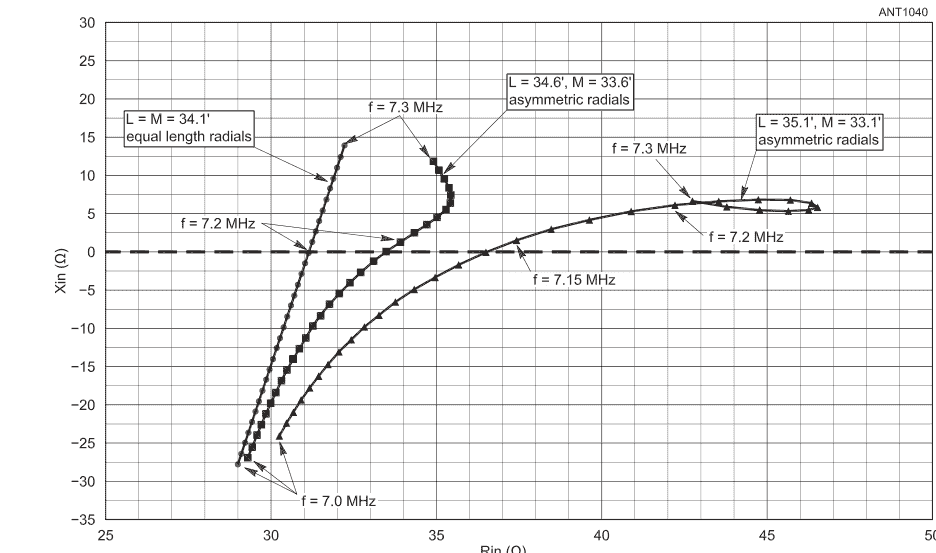 ANT1040
30
25
20
15
10
5
0
−5
−10
−15
−20
−25
−30
−35
Xin (Ω)
L = M = 34.1'
equal length radials
f = 7.3 MHz
L = 34.6', M = 33.6'
asymmetric radials
L = 35.1', M = 33.1'
asymmetric radials
f = 7.3 MHz
f = 7.2 MHz
f = 7.2 MHz
f = 7.15 MHz
f = 7.0 MHz
25
30
35
40
45
50
Rin (Ω)